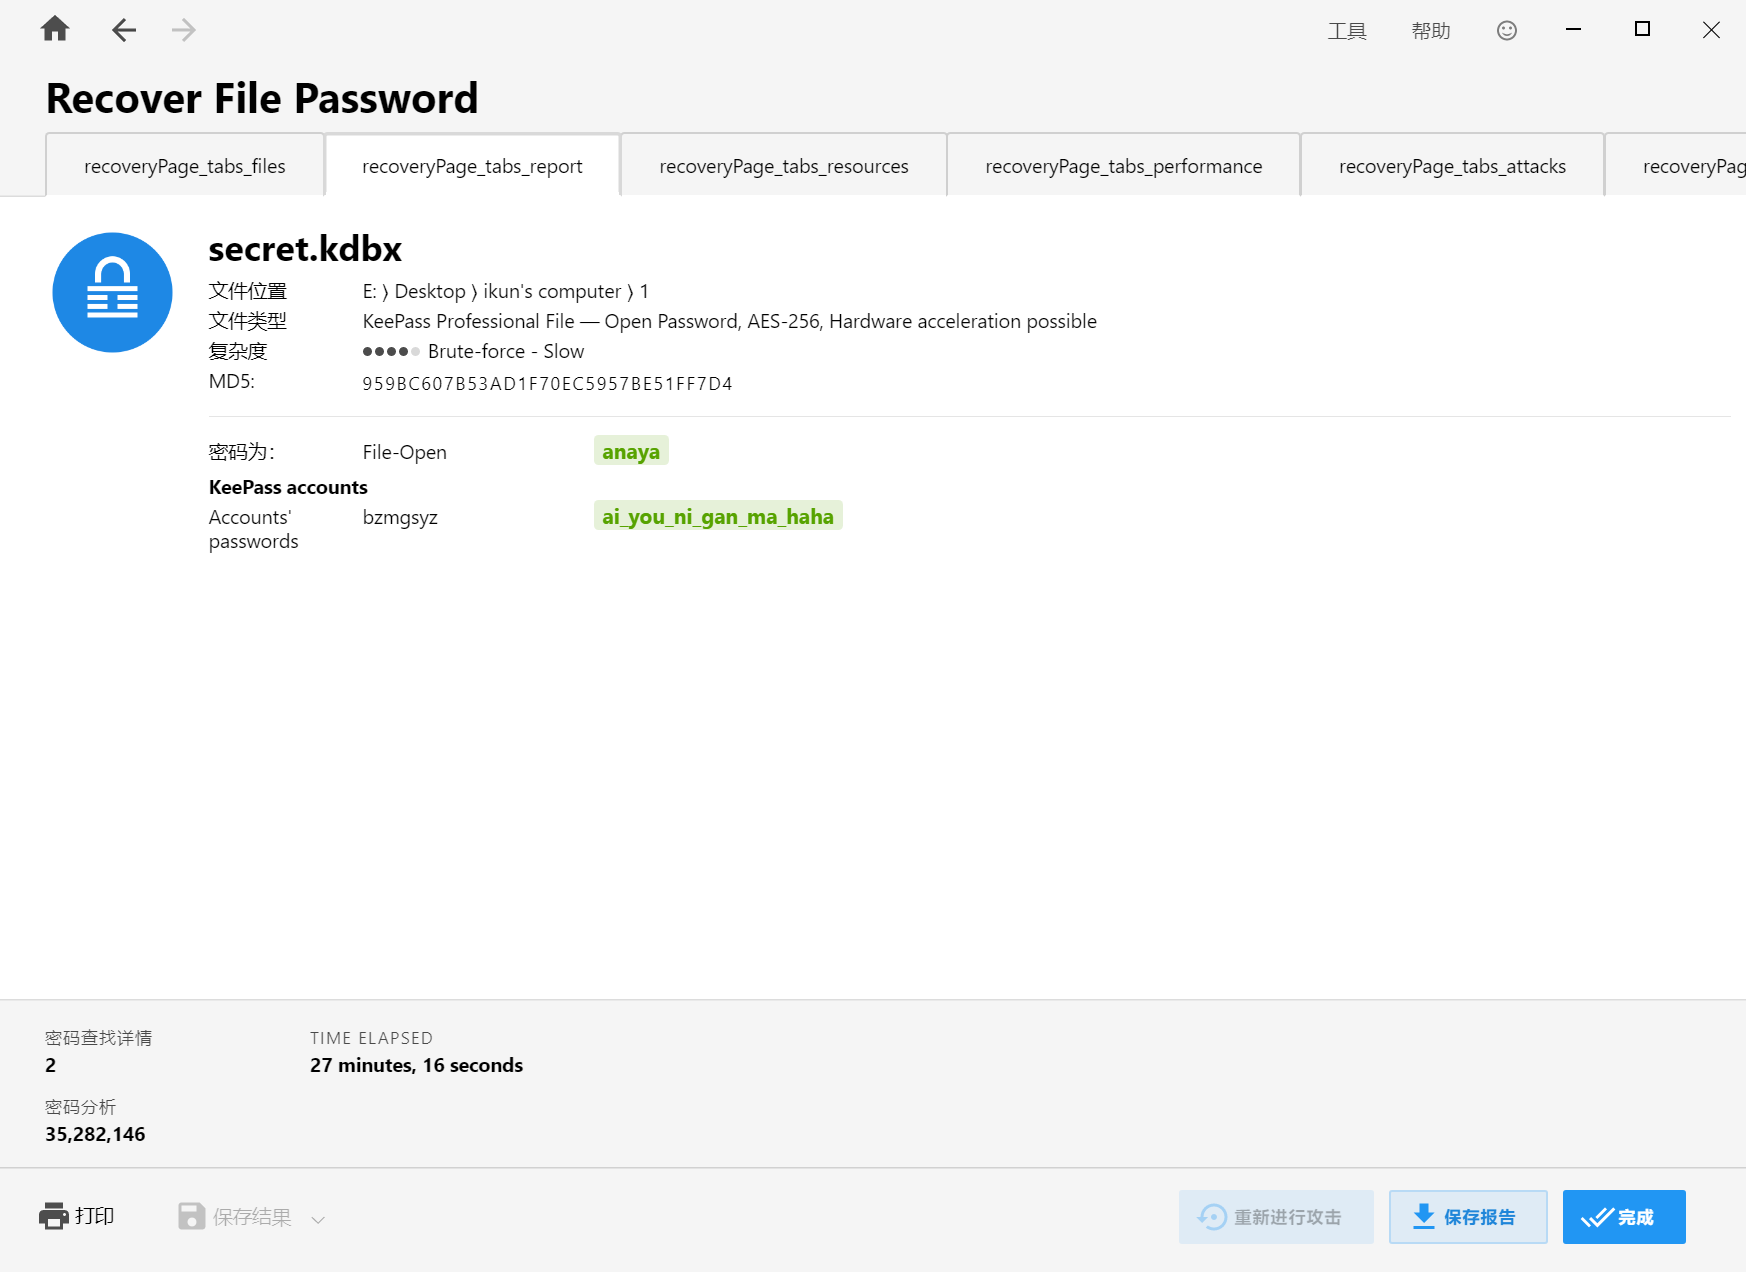 工具 帮助
Recover File Password
recoveryPage_tabs_files recoveryPage_tabs_report recoveryPage_tabs_resources recoveryPage_tabs_performance recoveryPage_tabs_attacks recoveryPag
secret.kdbx
文件位置 E: ⟩ Desktop ⟩ ikun's computer ⟩ 1
文件类型 KeePass Professional File — Open Password, AES-256, Hardware acceleration possible
复杂度 Brute-force - Slow
MD5: 959BC607B53AD1F70EC5957BE51FF7D4
密码为: File-Open anaya
KeePass accounts
Accounts' bzmgsyz ai_you_ni_gan_ma_haha
passwords
密码查找详情 TIME ELAPSED
2 27 minutes, 16 seconds
密码分析
35,282,146
打印 保存结果 重新进行攻击 保存报告 完成